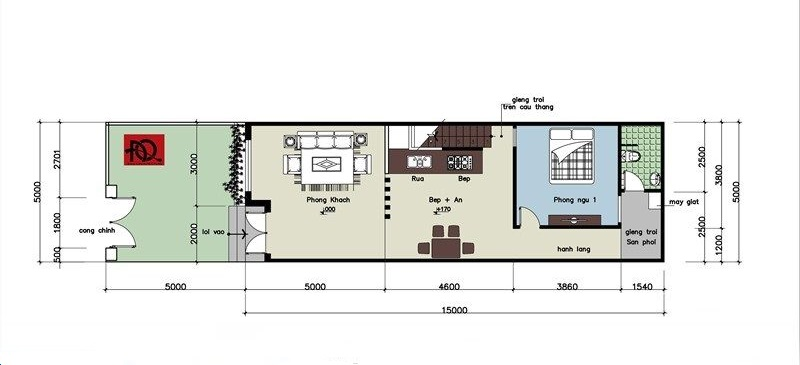 gieng troi
tren cau thang
5000
2701
1800
500
3000
2000
cong chinh
loi vao
Phong Khach
±000
Rua
Bep
Bep + An
+170
Phong ngu 1
hanh lang
gieng troi
San phoi
may giat
2500
2500
3800
1200
5000
5000
5000
4600
3860
1540
15000